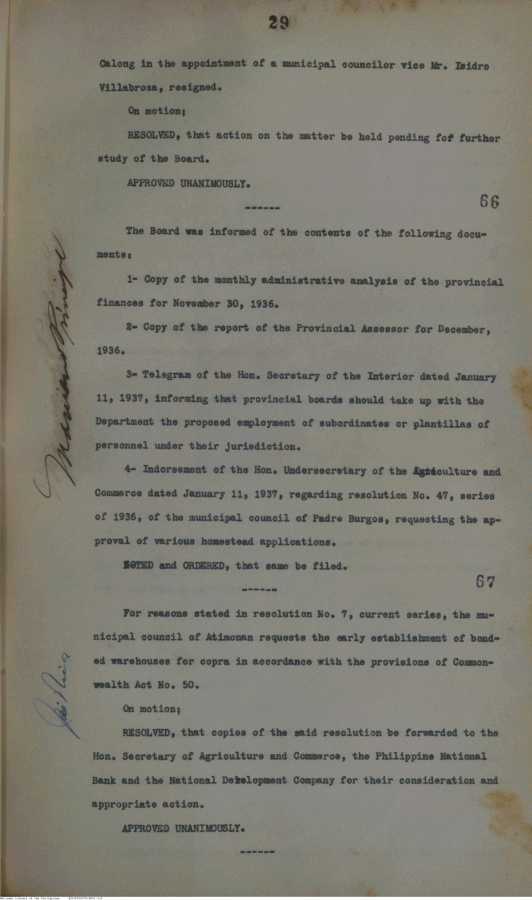 29
Calong in the appointment of a municipal councilor vice Mr. Isidro
Villabroza, resigned.
On motion;
RESOLVED, that action on the matter be held pending for further
study of the Board.
APPROVED UNANIMOUSLY.
------
66
The Board was informed of the contents of the following docu-
ments:
1- Copy of the monthly administrative analysis of the provincial
finances for November 30, 1936.
2- Copy of the report of the Provincial Assessor for December,
1936.
3- Telegram of the Hon. Secretary of the Interior dated January
11, 1937, informing that provincial boards should take up with the
Department the proposed employment of subordinates or plantillas of
personnel under their jurisdiction.
4- Indorsement of the Hon. Undersecretary of the Agriculture and
Commerce dated January 11, 1937, regarding resolution No. 47, series
of 1936, of the municipal council of Padre Burgos, requesting the ap-
proval of various homestead applications.
NOTED and ORDERED, that same be filed.
------
67
For reasons stated in resolution No. 7, current series, the mu-
nicipal council of Atimonan requests the early establishment of bond-
ed warehouses for copra in accordance with the provisions of Common-
wealth Act No. 50.
On motion;
RESOLVED, that copies of the said resolution be forwarded to the
Hon. Secretary of Agriculture and Commerce, the Philippine National
Bank and the National Development Company for their consideration and
appropriate action.
APPROVED UNANIMOUSLY.
------